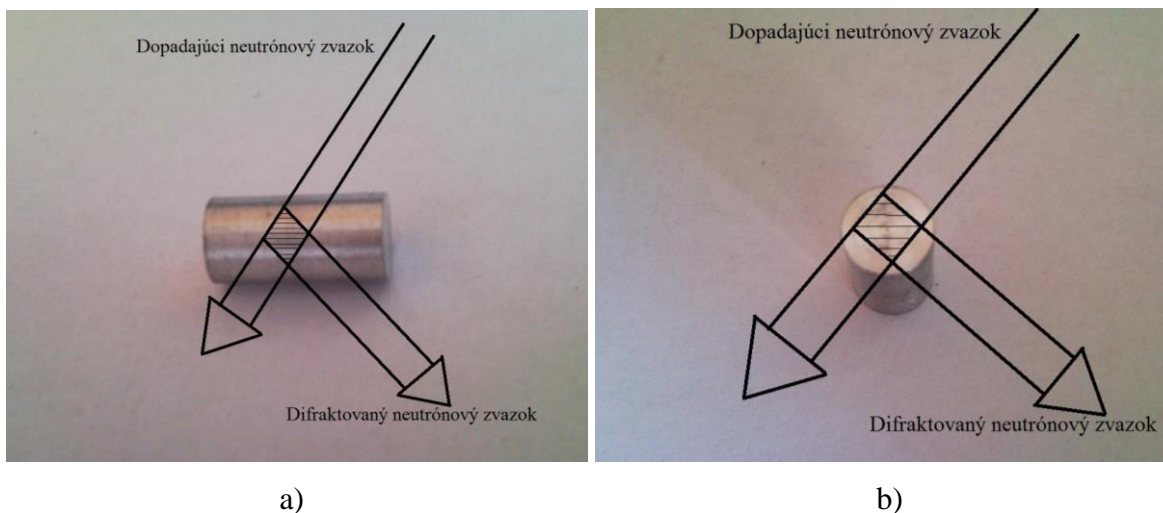 Dopadajúci neutrónový zvazok
Difraktovaný neutrónový zvazok
a)
Dopadajúci neutrónový zvazok
Difraktovaný neutrónový zvazok
b)